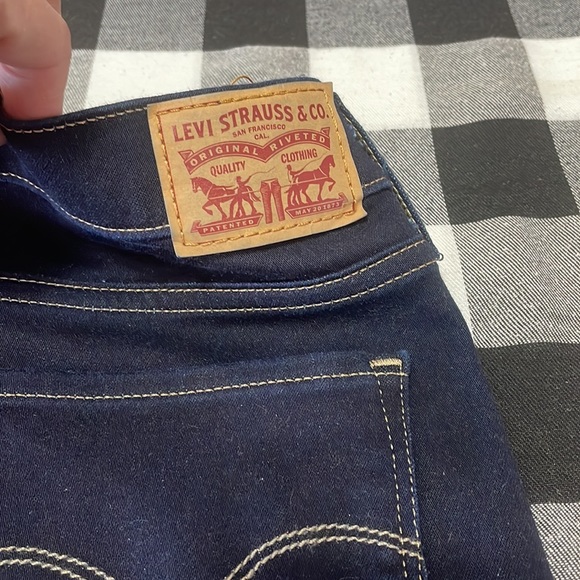 LEVI STRAUSS & CO.
SAN FRANCISCO
CAL.
ORIGINAL RIVETED
QUALITY CLOTHING
PATENTED MAY 20 1873